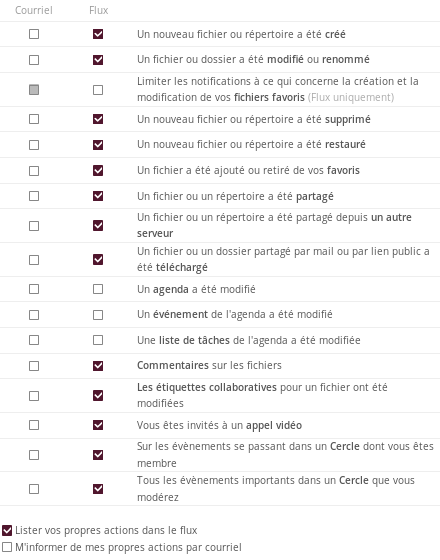 Courriel Flux
Un nouveau fichier ou répertoire a été créé
Un fichier ou dossier a été modifié ou renommé
Limiter les notifications à ce qui concerne la création et la
modification de vos fichiers favoris (Flux uniquement)
Un nouveau fichier ou répertoire a été supprimé
Un nouveau fichier ou répertoire a été restauré
Un fichier a été ajouté ou retiré de vos favoris
Un fichier ou un répertoire a été partagé
Un fichier ou un répertoire a été partagé depuis un autre
serveur
Un fichier ou un dossier partagé par mail ou par lien public a
été téléchargé
Un agenda a été modifié
Un événement de l'agenda a été modifié
Une liste de tâches de l'agenda a été modifiée
Commentaires sur les fichiers
Les étiquettes collaboratives pour un fichier ont été
modifiées
Vous êtes invités à un appel vidéo
Sur les évènements se passant dans un Cercle dont vous êtes
membre
Tous les évènements importants dans un Cercle que vous
modérez
Lister vos propres actions dans le flux
M'informer de mes propres actions par courriel